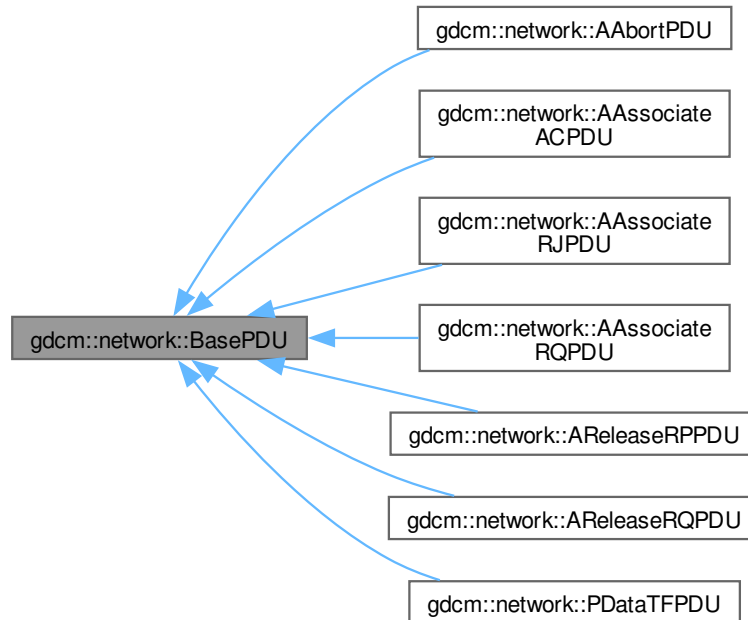 gdcm::network::AAbortPDU
gdcm::network::AAssociate
ACPDU
gdcm::network::AAssociate
RJPDU
gdcm::network::BasePDU
gdcm::network::AAssociate
RQPDU
gdcm::network::AReleaseRPPDU
gdcm::network::AReleaseRQPDU
gdcm::network::PDataTFPDU